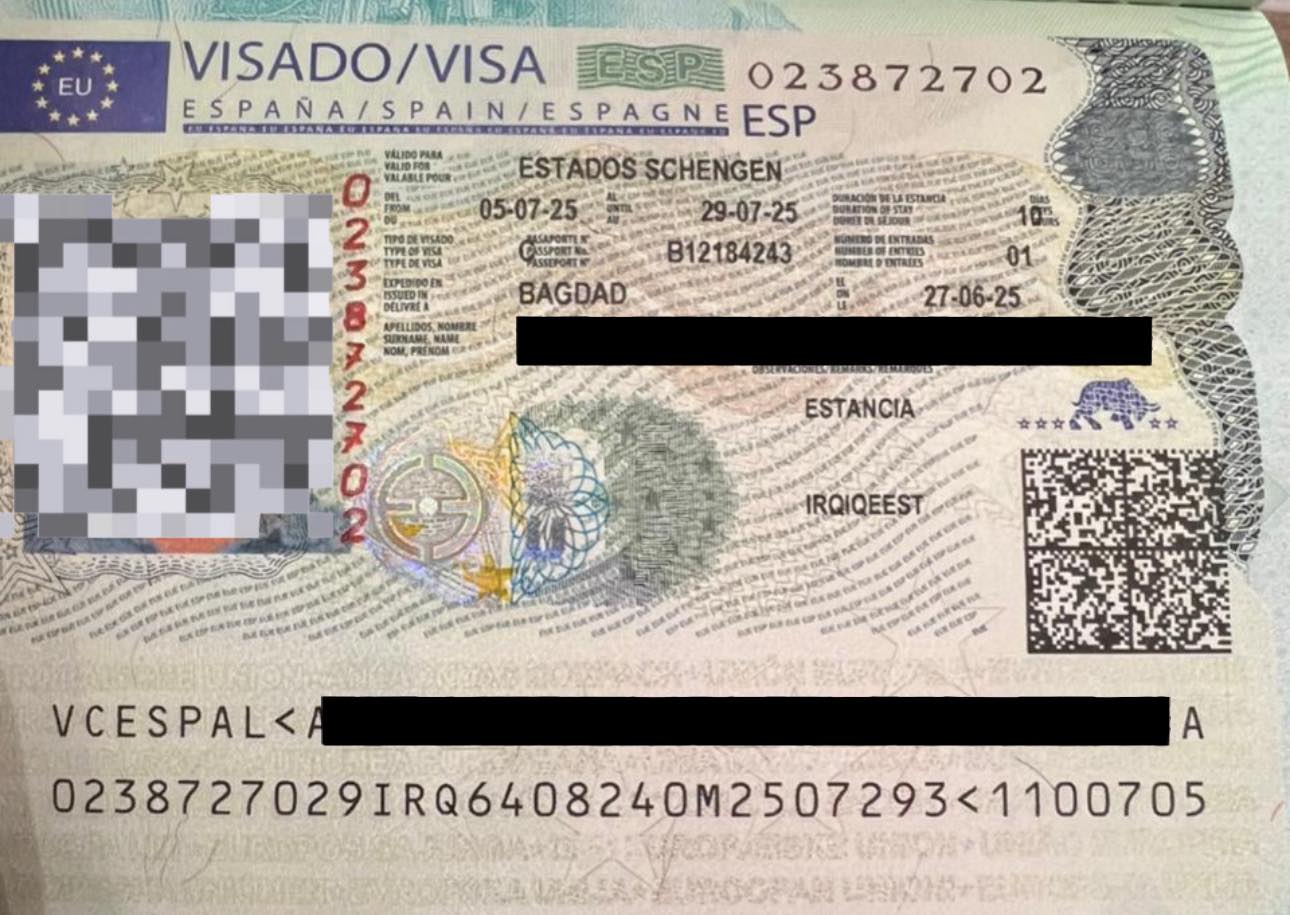 EU
VISADO/VISA ESP 023872702
ESPAÑA/SPAIN/ESPAGNE ESP
VÁLIDO PARA
VALID FOR
VALABLE POUR
ESTADOS SCHENGEN
DEL
FROM
DU
05-07-25
AL
UNTIL
AU
29-07-25
DURACIÓN DE LA ESTANCIA
DURATION OF STAY
DURÉE DE SÉJOUR
10
DÍAS
TIPO DE VISADO
TYPE OF VISA
TYPE DE VISA
C
PASAPORTE Nº
PASSPORT No.
PASSEPORT Nº
B12184243
NÚMERO DE ENTRADAS
NUMBER OF ENTRIES
NOMBRE D'ENTRÉES
01
EXPEDIDO EN
ISSUED IN
DÉLIVRÉ À
BAGDAD
EL
ON
LE
27-06-25
APELLIDOS, NOMBRE
SURNAME, NAME
NOM, PRÉNOM
OBSERVACIONES/REMARKS/REMARQUES
ESTANCIA
IRQIQEEST
023872702
VCESPAL<A A
0238727029IRQ6408240M2507293<1100705